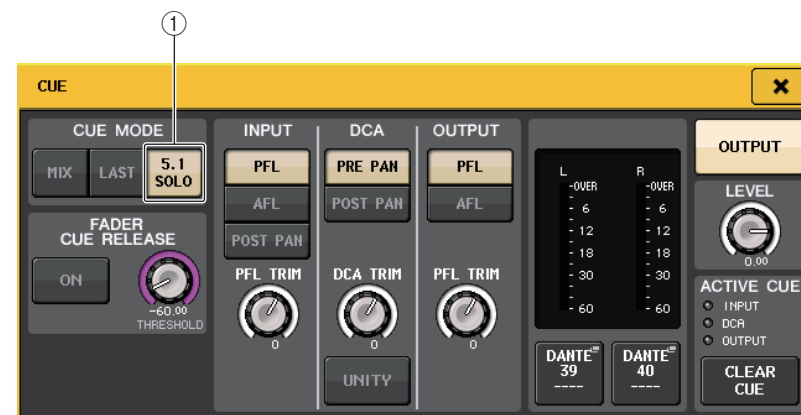 1
CUE
CUE MODE
MIX
LAST
5.1
SOLO
FADER
CUE RELEASE
ON
-60.00
THRESHOLD
INPUT
PFL
AFL
POST PAN
PFL TRIM
0
DCA
PRE PAN
POST PAN
DCA TRIM
0
UNITY
OUTPUT
PFL
AFL
PFL TRIM
0
L R
-OVER -OVER
6 6
12 12
18 18
30 30
60 60
DANTE
39
----
DANTE
40
----
OUTPUT
LEVEL
0.00
ACTIVE CUE
INPUT
DCA
OUTPUT
CLEAR
CUE